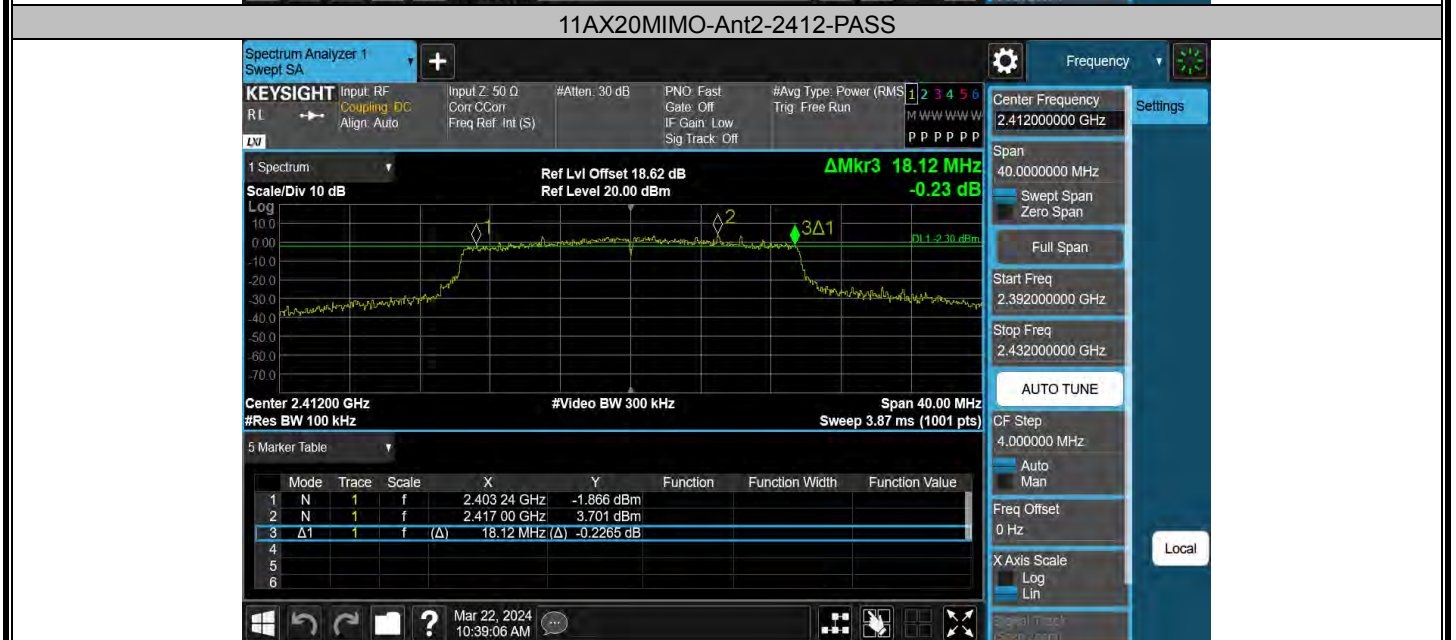 11AX20MIMO-Ant2-2412-PASS
Spectrum Analyzer 1
Swept SA
Frequency
KEYSIGHT
RL
LXI
Input: RF
Coupling: DC
Align: Auto
Input Z: 50 Ω
Corr CCorr
Freq Ref: Int (S)
#Atten: 30 dB
PNO: Fast
Gate: Off
IF Gain: Low
Sig Track: Off
#Avg Type: Power (RMS
Trig: Free Run
1 2 3 4 5 6
M W W W W W
P P P P P P
1 Spectrum
Scale/Div 10 dB
Ref Lvl Offset 18.62 dB
Ref Level 20.00 dBm
ΔMkr3 18.12 MHz
-0.23 dB
Log
10.0
0.00
-10.0
-20.0
-30.0
-40.0
-50.0
-60.0
-70.0
1
2
3Δ1
DL1 -2.30 dBm
Center 2.41200 GHz
#Res BW 100 kHz
#Video BW 300 kHz
Span 40.00 MHz
Sweep 3.87 ms (1001 pts)
5 Marker Table
Mode Trace Scale X Y Function Function Width Function Value
1 N 1 f 2.403 24 GHz -1.866 dBm
2 N 1 f 2.417 00 GHz 3.701 dBm
3 Δ1 1 f (Δ) 18.12 MHz (Δ) -0.2265 dB
4
5
6
Mar 22, 2024
10:39:06 AM
Center Frequency
2.412000000 GHz
Settings
Span
40.0000000 MHz
Swept Span
Zero Span
Full Span
Start Freq
2.392000000 GHz
Stop Freq
2.432000000 GHz
AUTO TUNE
CF Step
4.000000 MHz
Auto
Man
Freq Offset
0 Hz
X Axis Scale
Log
Lin
Local
Signal Track